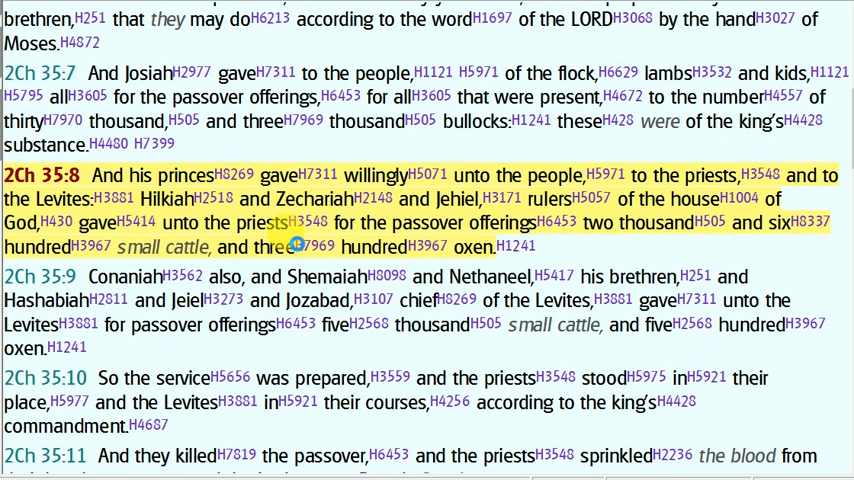 brethren,H251 that they may doH6213 according to the wordH1697 of the LORDH3068 by the handH3027 of
Moses.H4872
2Ch 35:7 And JosiahH2977 gaveH7311 to the people,H1121 H5971 of the flock,H6629 lambsH3532 and kids,H1121
H5795 allH3605 for the passover offerings,H6453 for allH3605 that were present,H4672 to the numberH4557 of
thirtyH7970 thousand,H505 and threeH7969 thousandH505 bullocks:H1241 theseH428 were of the king'sH4428
substance.H4480 H7399
2Ch 35:8 And his princesH8269 gaveH7311 willinglyH5071 unto the people,H5971 to the priests,H3548 and to
the Levites:H3881 HilkiahH2518 and ZechariahH2148 and Jehiel,H3171 rulersH5057 of the houseH1004 of
God,H430 gaveH5414 unto the priestsH3548 for the passover offeringsH6453 two thousandH505 and sixH8337
hundredH3967 small cattle, and threeH7969 hundredH3967 oxen.H1241
2Ch 35:9 ConaniahH3562 also, and ShemaiahH8098 and Nethaneel,H5417 his brethren,H251 and
HashabiahH2811 and JeielH3273 and Jozabad,H3107 chiefH8269 of the Levites,H3881 gaveH7311 unto the
LevitesH3881 for passover offeringsH6453 fiveH2568 thousandH505 small cattle, and fiveH2568 hundredH3967
oxen.H1241
2Ch 35:10 So the serviceH5656 was prepared,H3559 and the priestsH3548 stoodH5975 inH5921 their
place,H5977 and the LevitesH3881 inH5921 their courses,H4256 according to the king'sH4428
commandment.H4687
2Ch 35:11 And they killedH7819 the passover,H6453 and the priestsH3548 sprinkledH2236 the blood from